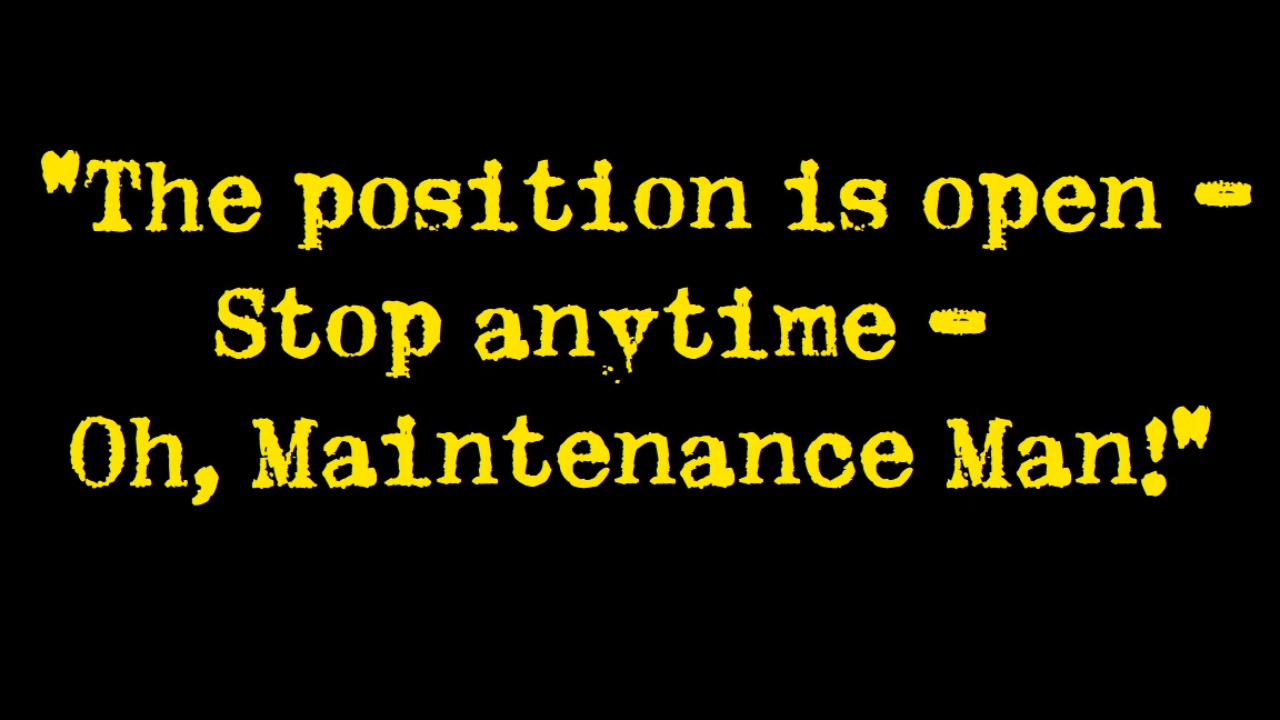 "The position is open -
Stop anytime -
Oh, Maintenance Man!"